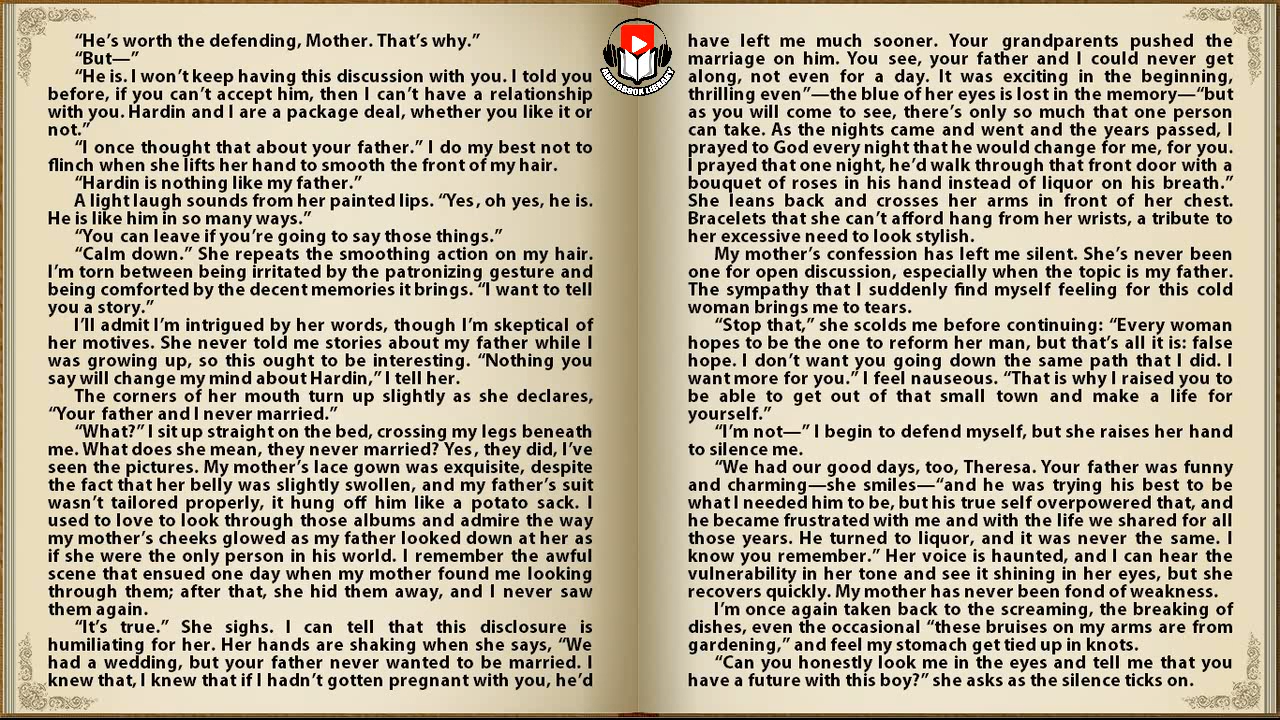 “He’s worth the defending, Mother. That’s why.”
“But—”
“He is. I won’t keep having this discussion with you. I told you
before, if you can’t accept him, then I can’t have a relationship
with you. Hardin and I are a package deal, whether you like it or
not.”
“I once thought that about your father.” I do my best not to
flinch when she lifts her hand to smooth the front of my hair.
“Hardin is nothing like my father.”
A light laugh sounds from her painted lips. “Yes, oh yes, he is.
He is like him in so many ways.”
“You can leave if you’re going to say those things.”
“Calm down.” She repeats the smoothing action on my hair.
I’m torn between being irritated by the patronizing gesture and
being comforted by the decent memories it brings. “I want to tell
you a story.”
I’ll admit I’m intrigued by her words, though I’m skeptical of
her motives. She never told me stories about my father while I
was growing up, so this ought to be interesting. “Nothing you
say will change my mind about Hardin,” I tell her.
The corners of her mouth turn up slightly as she declares,
“Your father and I never married.”
“What?” I sit up straight on the bed, crossing my legs beneath
me. What does she mean, they never married? Yes, they did, I’ve
seen the pictures. My mother’s lace gown was exquisite, despite
the fact that her belly was slightly swollen, and my father’s suit
wasn’t tailored properly, it hung off him like a potato sack. I
used to love to look through those albums and admire the way
my mother’s cheeks glowed as my father looked down at her as
if she were the only person in his world. I remember the awful
scene that ensued one day when my mother found me looking
through them; after that, she hid them away, and I never saw
them again.
“It’s true.” She sighs. I can tell that this disclosure is
humiliating for her. Her hands are shaking when she says, “We
had a wedding, but your father never wanted to be married. I
knew that, I knew that if I hadn’t gotten pregnant with you, he’d
AUDIOBOOK LIBRARY
have left me much sooner. Your grandparents pushed the
marriage on him. You see, your father and I could never get
along, not even for a day. It was exciting in the beginning,
thrilling even”—the blue of her eyes is lost in the memory—“but
as you will come to see, there’s only so much that one person
can take. As the nights came and went and the years passed, I
prayed to God every night that he would change for me, for you.
I prayed that one night, he’d walk through that front door with a
bouquet of roses in his hand instead of liquor on his breath.”
She leans back and crosses her arms in front of her chest.
Bracelets that she can’t afford hang from her wrists, a tribute to
her excessive need to look stylish.
My mother’s confession has left me silent. She’s never been
one for open discussion, especially when the topic is my father.
The sympathy that I suddenly find myself feeling for this cold
woman brings me to tears.
“Stop that,” she scolds me before continuing: “Every woman
hopes to be the one to reform her man, but that’s all it is: false
hope. I don’t want you going down the same path that I did. I
want more for you.” I feel nauseous. “That is why I raised you to
be able to get out of that small town and make a life for
yourself.”
“I’m not—” I begin to defend myself, but she raises her hand
to silence me.
“We had our good days, too, Theresa. Your father was funny
and charming—she smiles—“and he was trying his best to be
what I needed him to be, but his true self overpowered that, and
he became frustrated with me and with the life we shared for all
those years. He turned to liquor, and it was never the same. I
know you remember.” Her voice is haunted, and I can hear the
vulnerability in her tone and see it shining in her eyes, but she
recovers quickly. My mother has never been fond of weakness.
I’m once again taken back to the screaming, the breaking of
dishes, even the occasional “these bruises on my arms are from
gardening,” and feel my stomach get tied up in knots.
“Can you honestly look me in the eyes and tell me that you
have a future with this boy?” she asks as the silence ticks on.